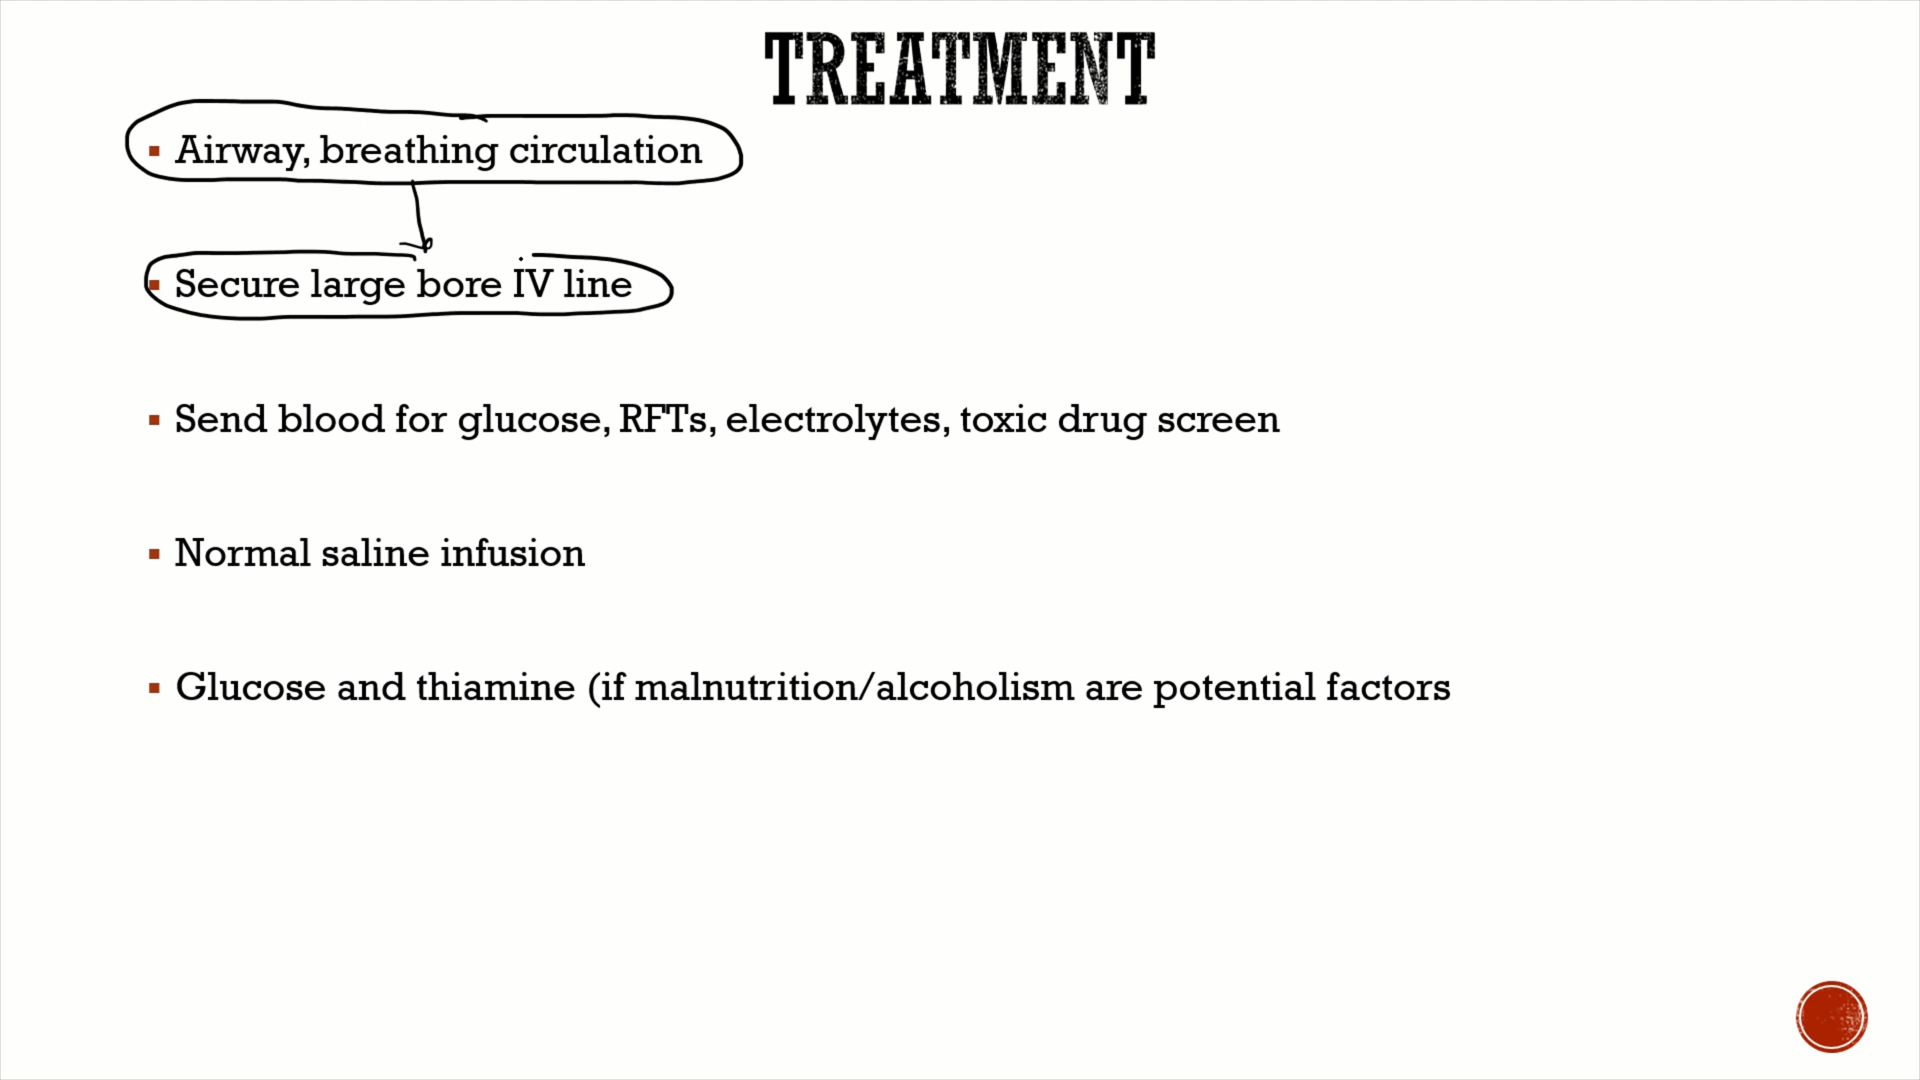 TREATMENT
Airway, breathing circulation
Secure large bore IV line
Send blood for glucose, RFTs, electrolytes, toxic drug screen
Normal saline infusion
Glucose and thiamine (if malnutrition/alcoholism are potential factors